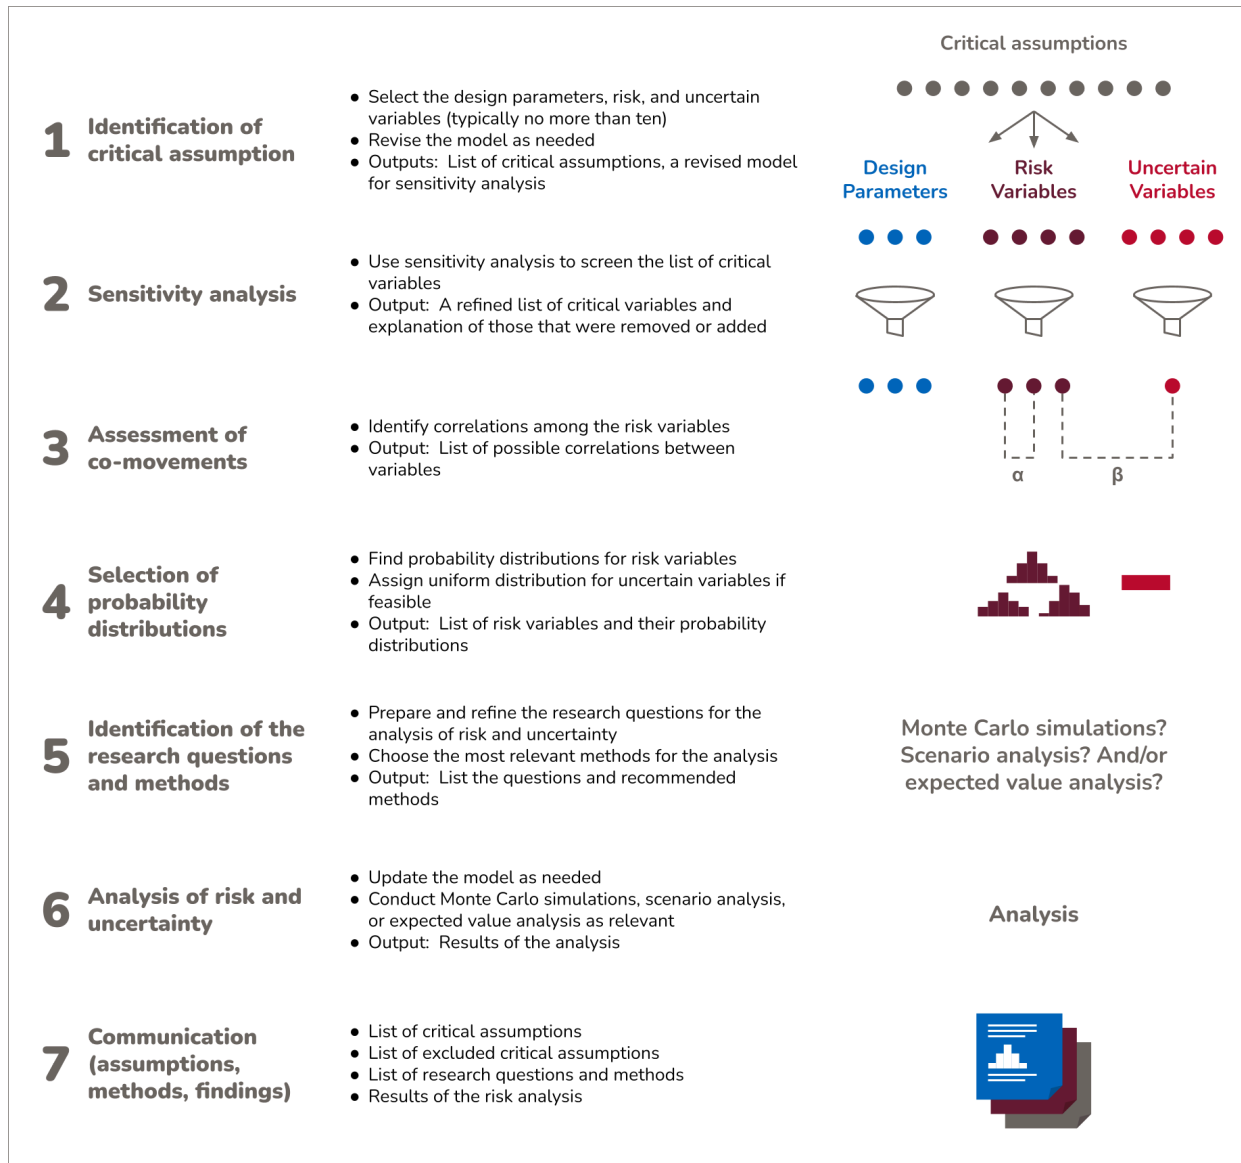 Critical assumptions
1
Identification of
critical assumption
● Select the design parameters, risk, and uncertain
variables (typically no more than ten)
● Revise the model as needed
● Outputs:  List of critical assumptions, a revised model
for sensitivity analysis
Design
Parameters
Risk
Variables
Uncertain
Variables
2
Sensitivity analysis
● Use sensitivity analysis to screen the list of critical
variables
● Output:  A refined list of critical variables and
explanation of those that were removed or added
3
Assessment of
co-movements
● Identify correlations among the risk variables
● Output:  List of possible correlations between
variables
α
β
4
Selection of
probability
distributions
● Find probability distributions for risk variables
● Assign uniform distribution for uncertain variables if
feasible
● Output:  List of risk variables and their probability
distributions
5
Identification of the
research questions
and methods
● Prepare and refine the research questions for the
analysis of risk and uncertainty
● Choose the most relevant methods for the analysis
● Output:  List the questions and recommended
methods
Monte Carlo simulations?
Scenario analysis? And/or
expected value analysis?
6
Analysis of risk and
uncertainty
● Update the model as needed
● Conduct Monte Carlo simulations, scenario analysis,
or expected value analysis as relevant
● Output:  Results of the analysis
Analysis
7
Communication
(assumptions,
methods, findings)
● List of critical assumptions
● List of excluded critical assumptions
● List of research questions and methods
● Results of the risk analysis